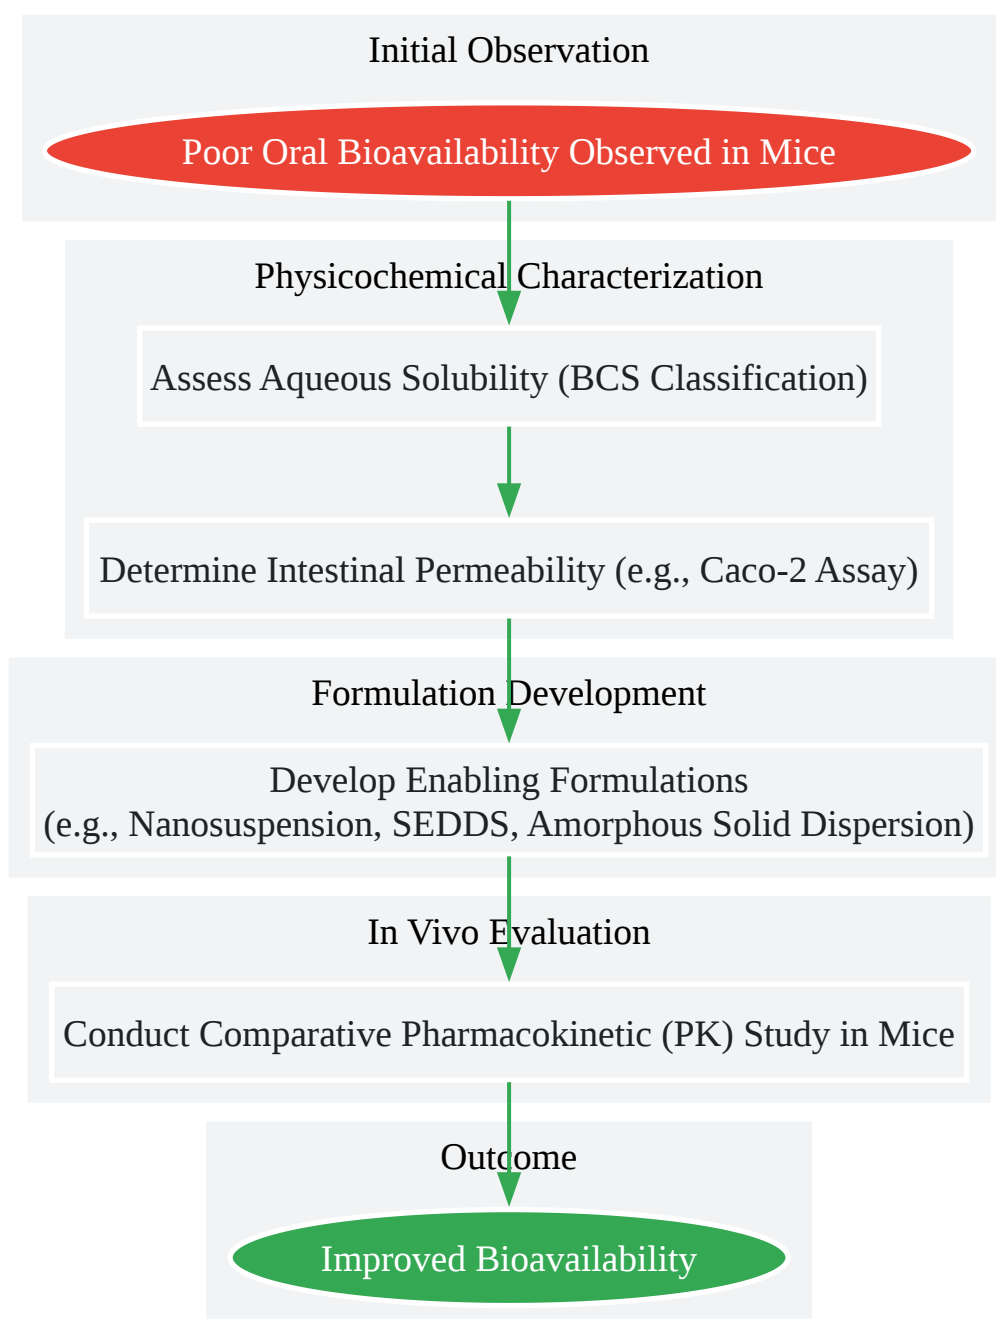 Initial Observation
Poor Oral Bioavailability Observed in Mice
Physicochemical Characterization
Assess Aqueous Solubility (BCS Classification)
Determine Intestinal Permeability (e.g., Caco-2 Assay)
Formulation Development
Develop Enabling Formulations
(e.g., Nanosuspension, SEDDS, Amorphous Solid Dispersion)
In Vivo Evaluation
Conduct Comparative Pharmacokinetic (PK) Study in Mice
Outcome
Improved Bioavailability